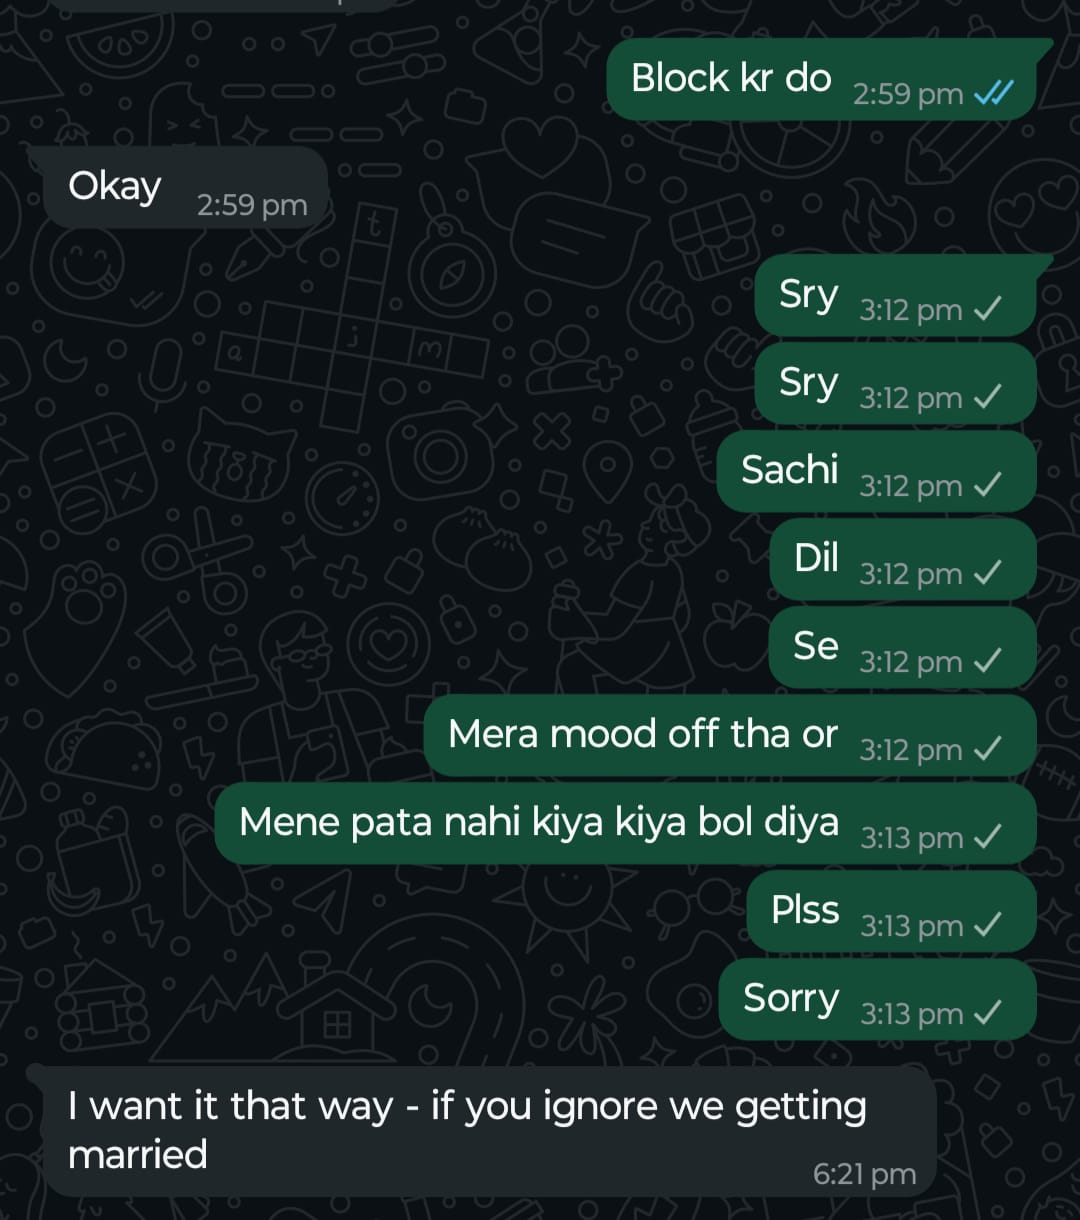 Block kr do 2:59 pm
Okay 2:59 pm
Sry 3:12 pm
Sry 3:12 pm
Sachi 3:12 pm
Dil 3:12 pm
Se 3:12 pm
Mera mood off tha or 3:12 pm
Mene pata nahi kiya kiya bol diya 3:13 pm
Plss 3:13 pm
Sorry 3:13 pm
I want it that way - if you ignore we getting
married
6:21 pm